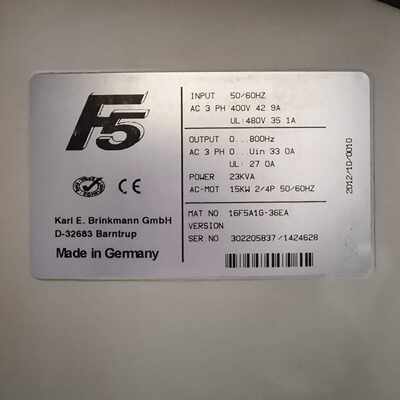 F5
Karl E. Brinkmann GmbH
D-32683 Barntrup
Made in Germany
INPUT 50/60HZ
AC 3 PH 400V 42.9A
UL:480V 35.1A
OUTPUT 0...800Hz
AC 3 PH 0...Uin 33.0A
UL: 27.0A
POWER 23KVA
AC-MOT 15KW 2/4P 50/60HZ
MAT NO 16F5A1G-36EA
VERSION
SER NO 302205837/1424628
2012/10/0010